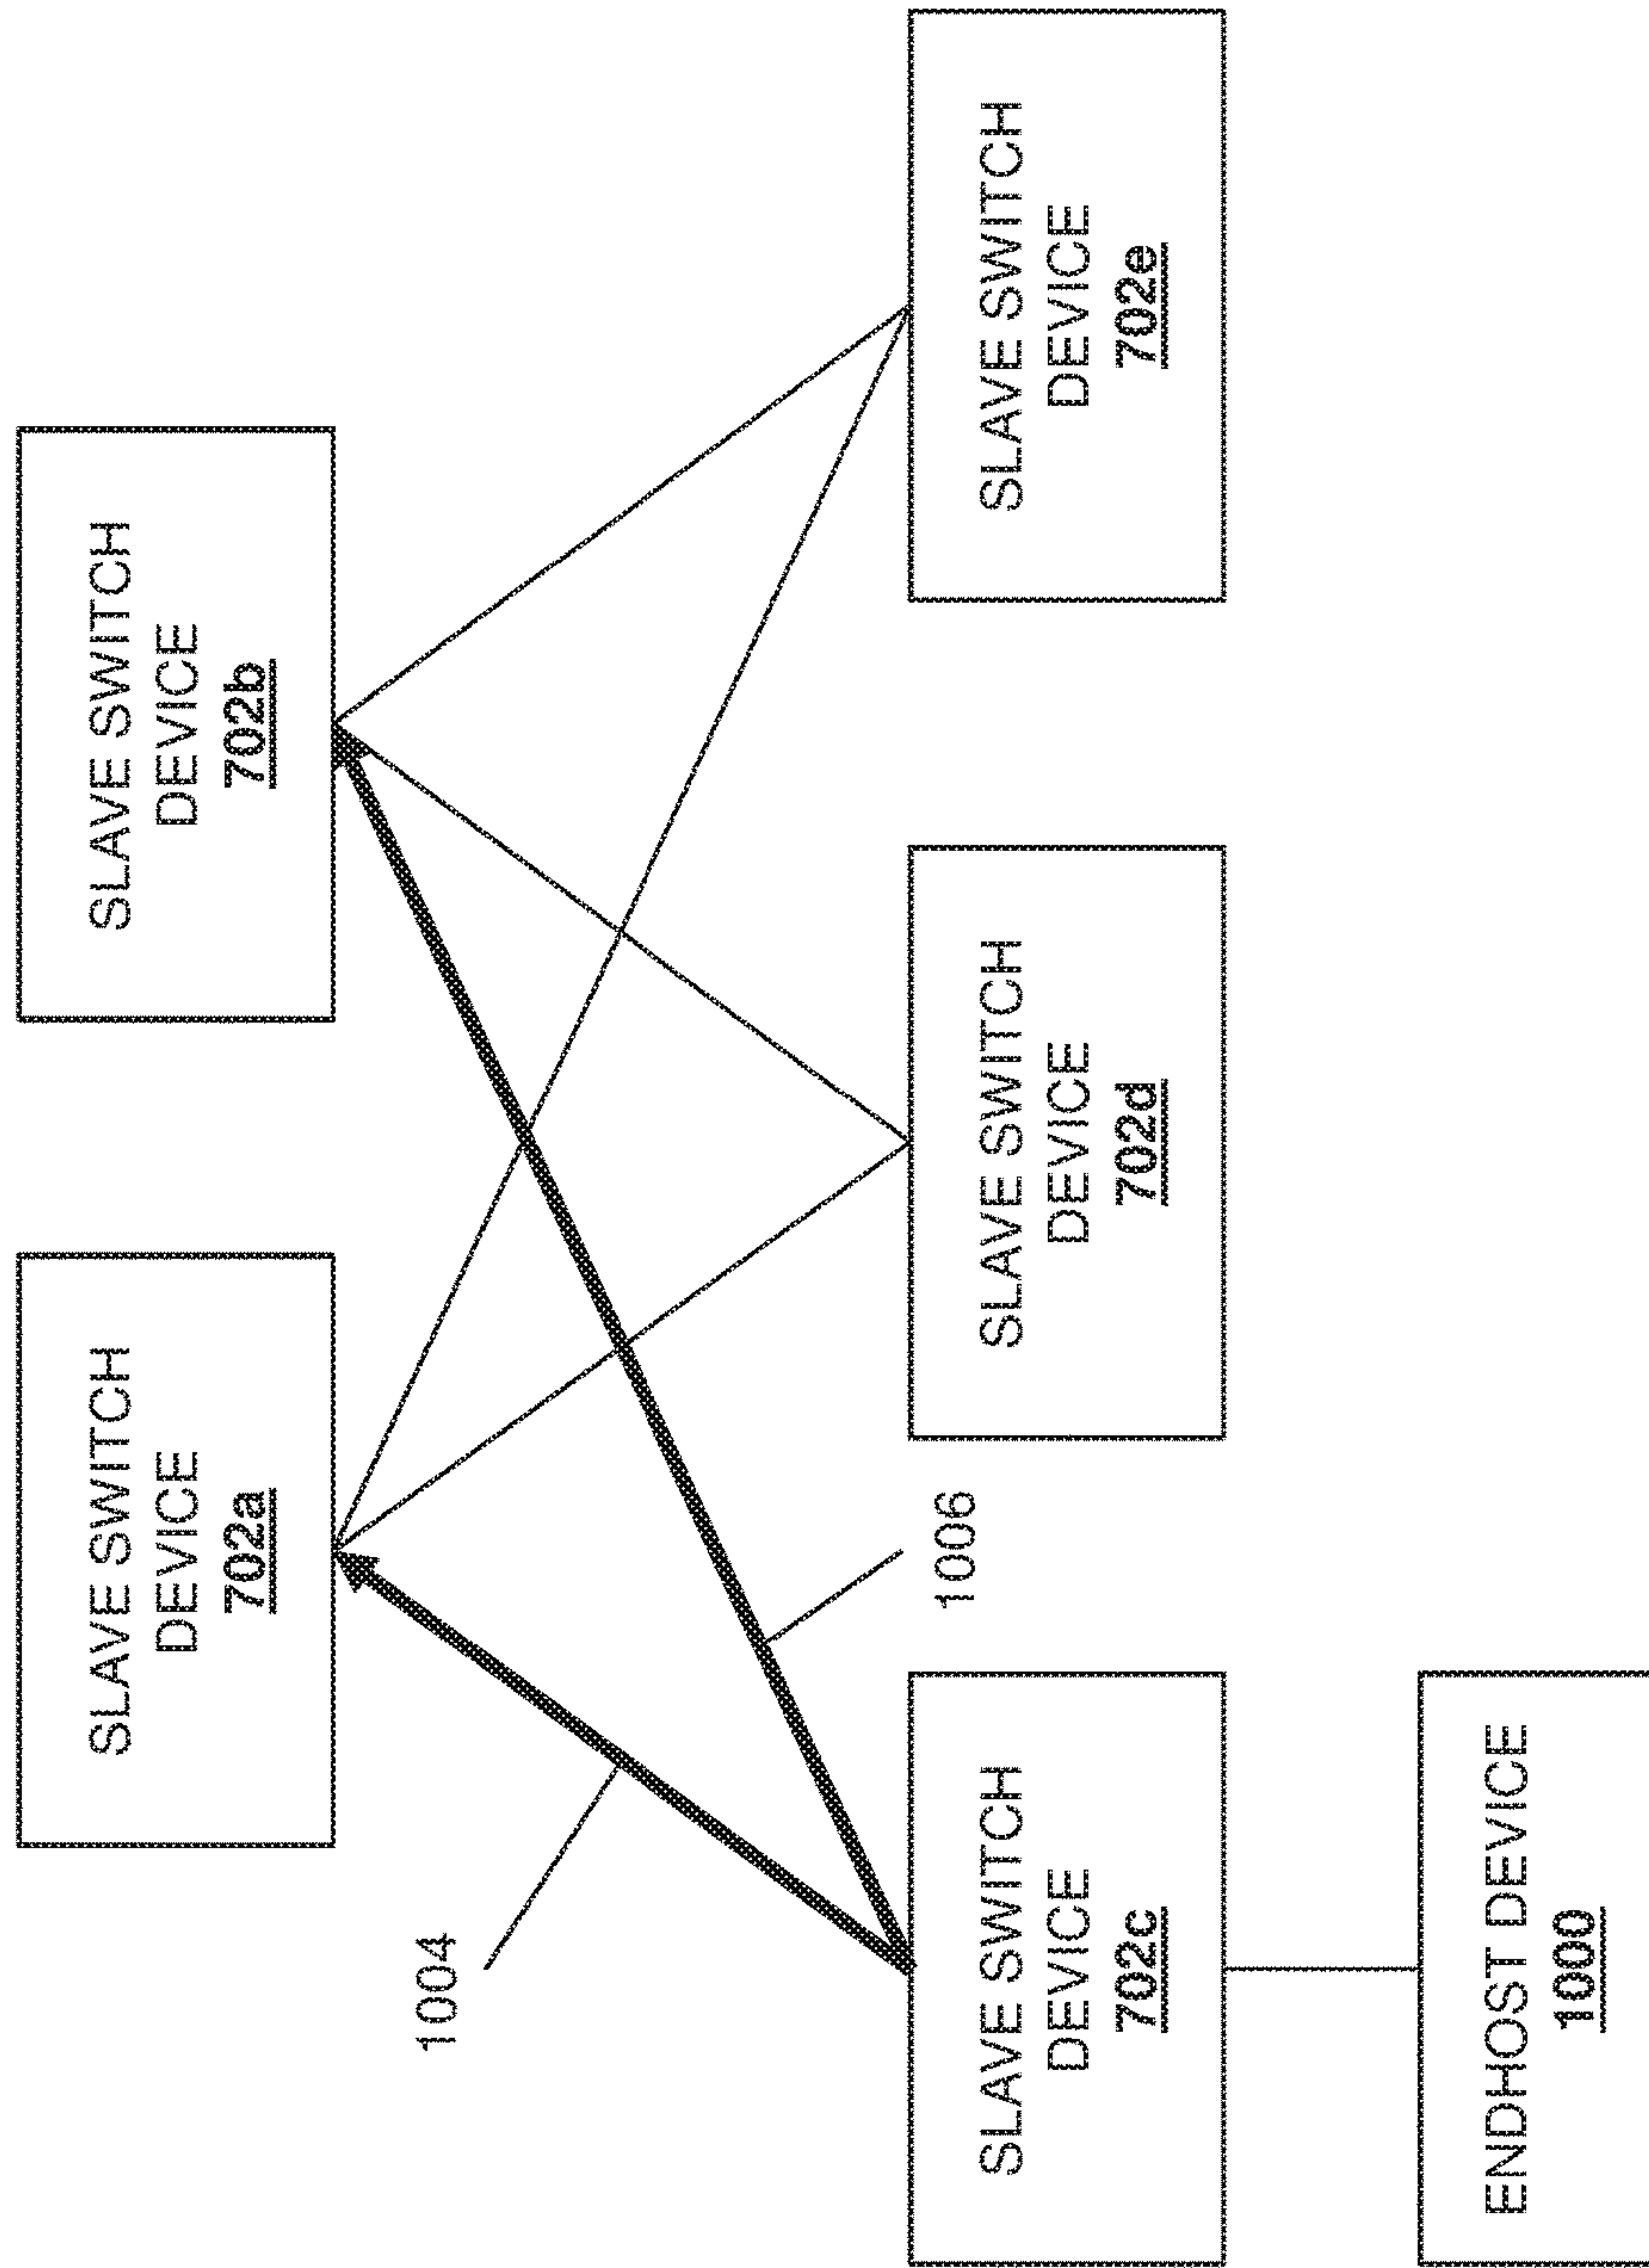 SLAVE SWITCH
DEVICE
702a
SLAVE SWITCH
DEVICE
702b
1004
1006
SLAVE SWITCH
DEVICE
702c
SLAVE SWITCH
DEVICE
702d
SLAVE SWITCH
DEVICE
702e
ENDHOST DEVICE
1000